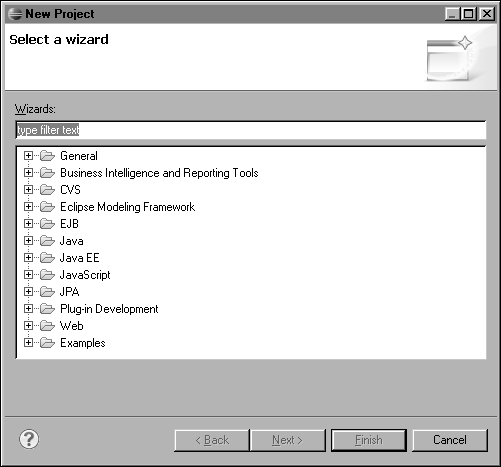 New Project
Select a wizard
Wizards:
type filter text
General
Business Intelligence and Reporting Tools
CVS
Eclipse Modeling Framework
EJB
Java
Java EE
JavaScript
JPA
Plug-in Development
Web
Examples
? < Back Next > Finish Cancel